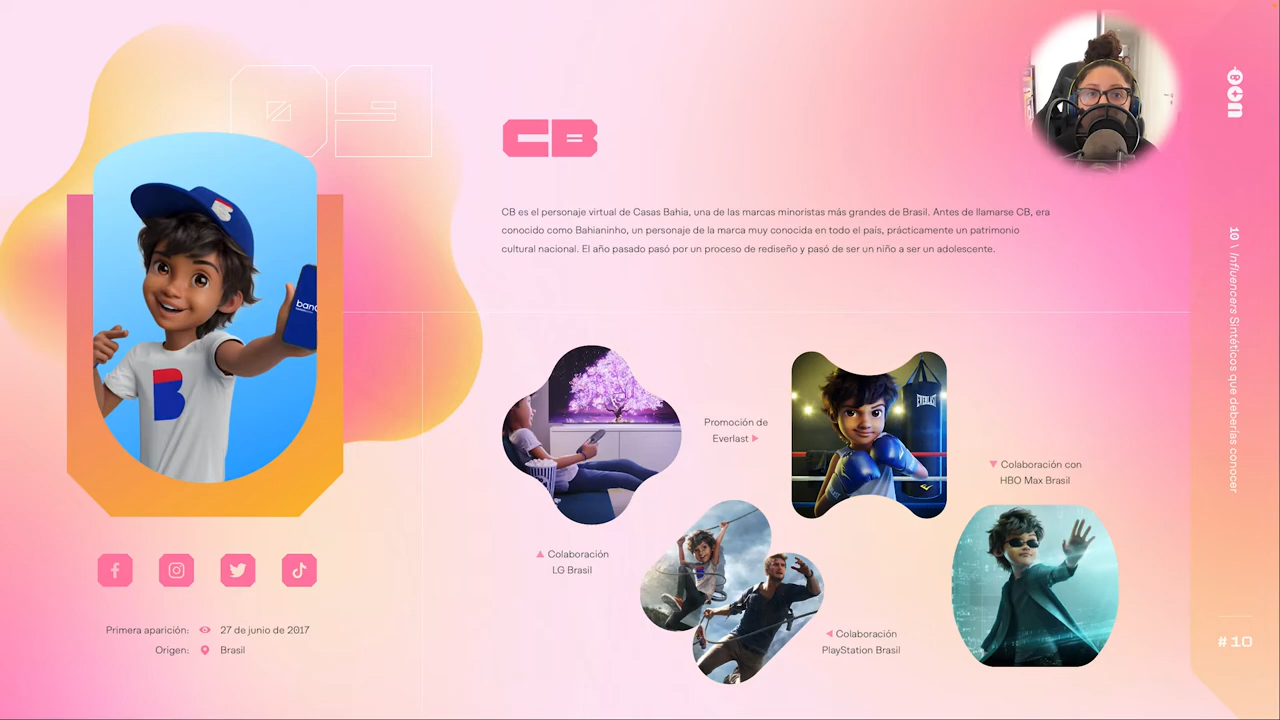 09
CB
CB es el personaje virtual de Casas Bahia, una de las marcas minoristas más grandes de Brasil. Antes de llamarse CB, era
conocido como Bahianinho, un personaje de la marca muy conocida en todo el país, prácticamente un patrimonio
cultural nacional. El año pasado pasó por un proceso de rediseño y pasó de ser un niño a ser un adolescente.
B
Promoción de
Everlast
EVERLAST
Colaboración con
HBO Max Brasil
Colaboración
LG Brasil
Colaboración
PlayStation Brasil
Primera aparición: 27 de junio de 2017
Origen: Brasil
oon
10 \ Influencers Sintéticos que deberías conocer
#10